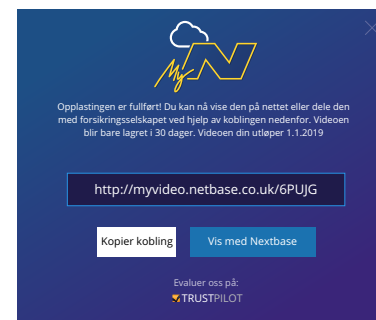 My N
Opplastingen er fullført! Du kan nå vise den på nettet eller dele den
med forsikringsselskapet ved hjelp av koblingen nedenfor. Videoen
blir bare lagret i 30 dager. Videoen din utløper 1.1.2019
http://myvideo.netbase.co.uk/6PUJG
Kopier kobling
Vis med Nextbase
Evaluer oss på:
TRUSTPILOT